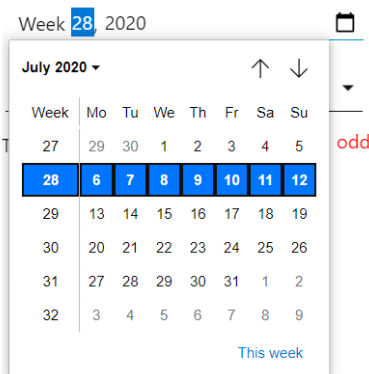 Week 28, 2020
July 2020
Week Mo Tu We Th Fr Sa Su
27 29 30 1 2 3 4 5
T
odd
28 6 7 8 9 10 11 12
29 13 14 15 16 17 18 19
30 20 21 22 23 24 25 26
31 27 28 29 30 31 1 2
32 3 4 5 6 7 8 9
This week